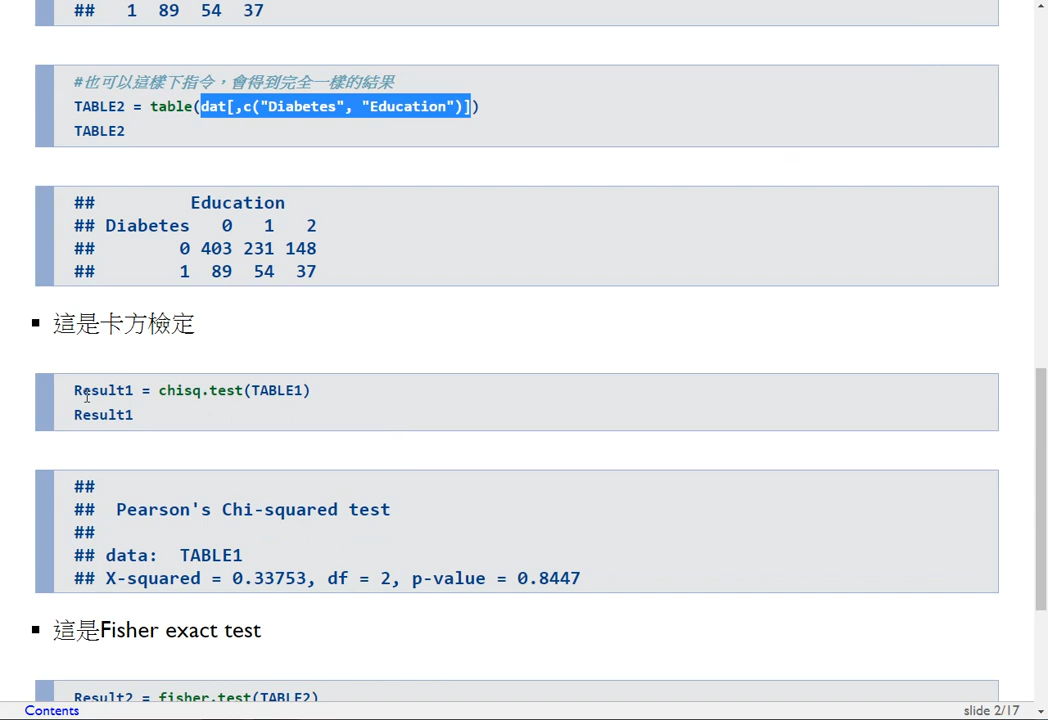 ##    1  89  54  37
#也可以這樣下指令，會得到完全一樣的結果
TABLE2 = table(dat[,c("Diabetes", "Education")])
TABLE2
##         Education
## Diabetes   0   1   2
##        0 403 231 148
##        1  89  54  37
▪ 這是卡方檢定
Result1 = chisq.test(TABLE1)
Result1
##
##  Pearson's Chi-squared test
##
## data:  TABLE1
## X-squared = 0.33753, df = 2, p-value = 0.8447
▪ 這是Fisher exact test
Result2 = fisher.test(TABLE2)
Contents
slide 2/17